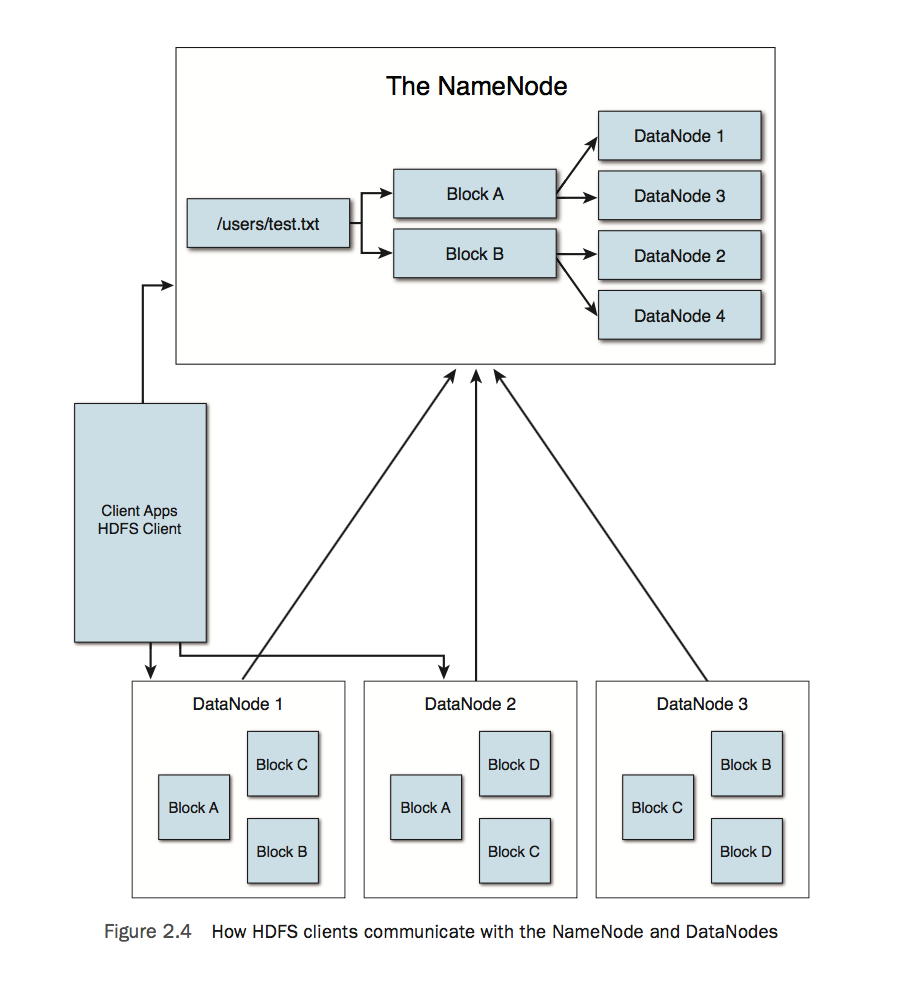 The NameNode
/users/test.txt
Block A
Block B
DataNode 1
DataNode 3
DataNode 2
DataNode 4
Client Apps
HDFS Client
DataNode 1
Block A
Block C
Block B
DataNode 2
Block A
Block D
Block C
DataNode 3
Block C
Block B
Block D
Figure 2.4 How HDFS clients communicate with the NameNode and DataNodes